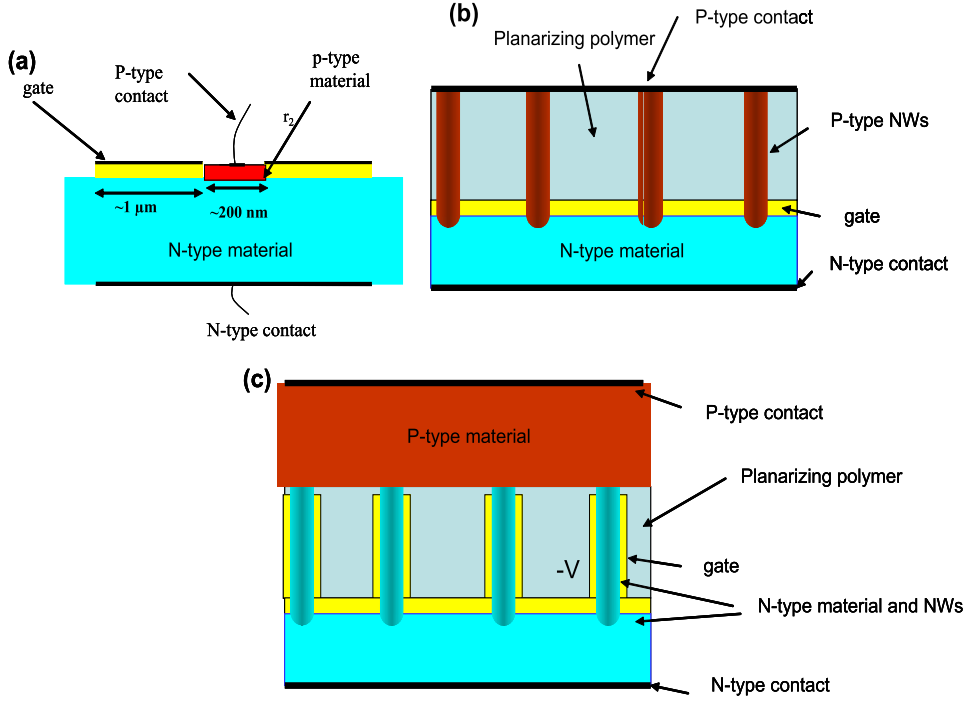 (a)
gate
P-type
contact
p-type
material
r2
~1 µm
~200 nm
N-type material
N-type contact
(b)
P-type contact
Planarizing polymer
P-type NWs
gate
N-type material
N-type contact
(c)
P-type contact
P-type material
Planarizing polymer
-V
gate
N-type material and NWs
N-type contact